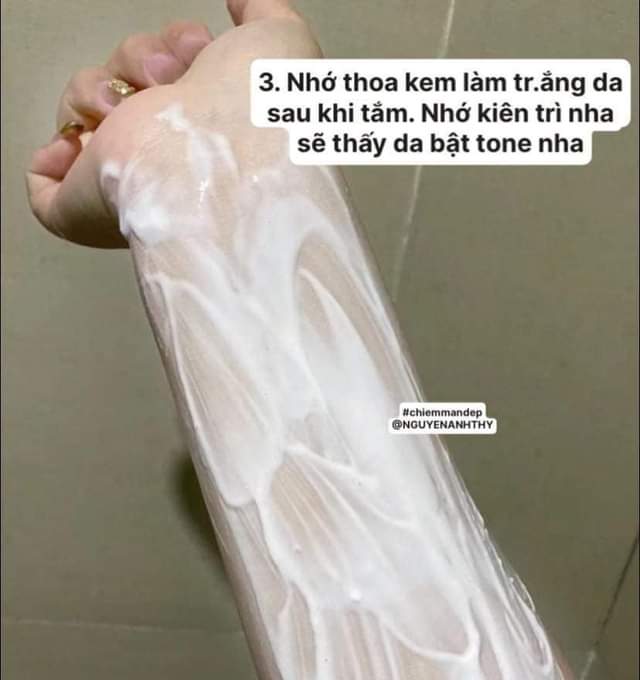 3. Nhớ thoa kem làm tr.ắng da
sau khi tắm. Nhớ kiên trì nha
sẽ thấy da bật tone nha
#chiemmandep
@NGUYENANHTHY